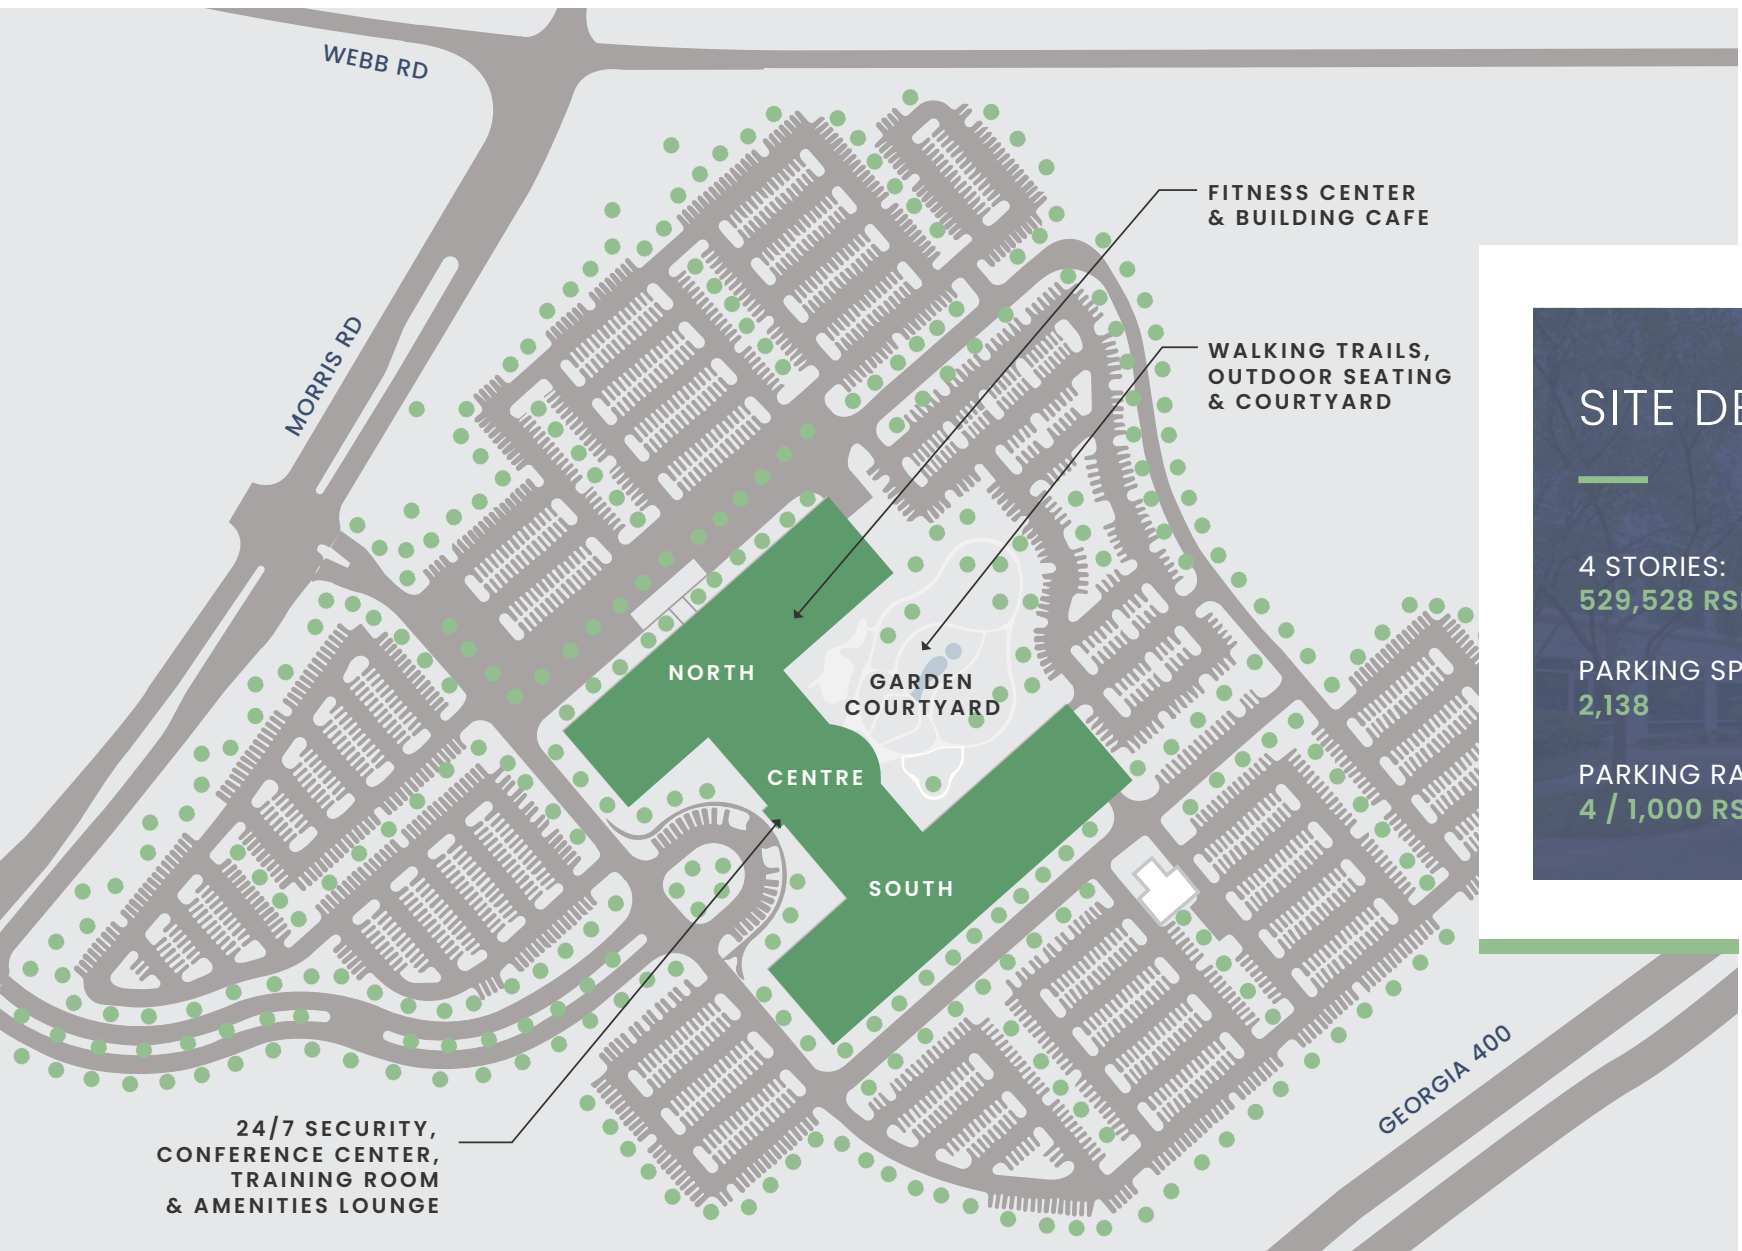 WEBB RD
FITNESS CENTER
& BUILDING CAFE
MORRIS RD
WALKING TRAILS,
OUTDOOR SEATING
& COURTYARD
SITE DE
4 STORIES:
529,528 RS
PARKING SP
2,138
PARKING RA
4 / 1,000 RS
NORTH
GARDEN
COURTYARD
CENTRE
SOUTH
GEORGIA 400
24/7 SECURITY,
CONFERENCE CENTER,
TRAINING ROOM
& AMENITIES LOUNGE